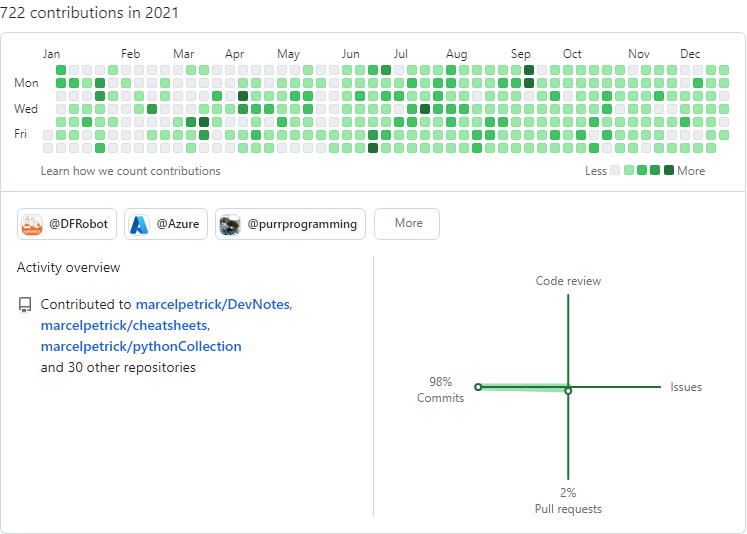 722 contributions in 2021
Jan Feb Mar Apr May Jun Jul Aug Sep Oct Nov Dec
Mon
Wed
Fri
Learn how we count contributions
Less More
@DFRobot @Azure @purrprogramming More
Activity overview
Contributed to marcelpetrick/DevNotes,
marcelpetrick/cheatsheets,
marcelpetrick/pythonCollection
and 30 other repositories
Code review
98%
Commits
Issues
2%
Pull requests